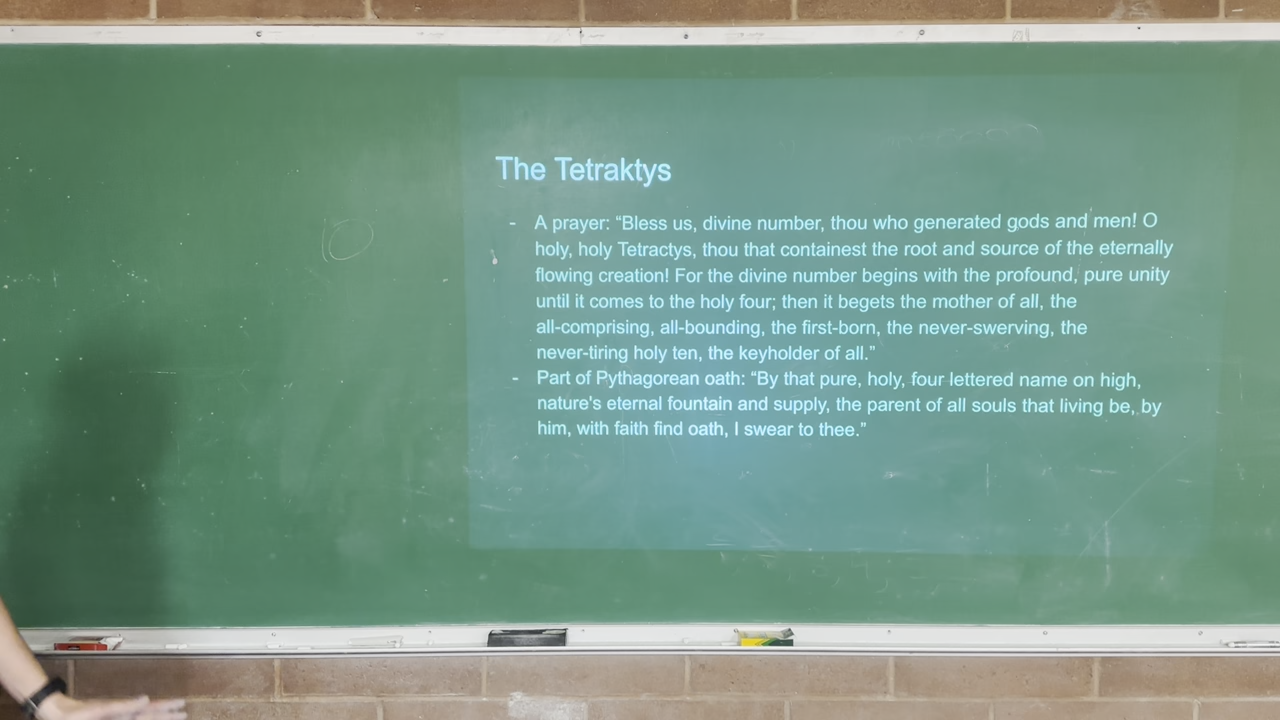 The Tetraktys
- A prayer: “Bless us, divine number, thou who generated gods and men! O
holy, holy Tetractys, thou that containest the root and source of the eternally
flowing creation! For the divine number begins with the profound, pure unity
until it comes to the holy four; then it begets the mother of all, the
all-comprising, all-bounding, the first-born, the never-swerving, the
never-tiring holy ten, the keyholder of all.”
- Part of Pythagorean oath: “By that pure, holy, four lettered name on high,
nature's eternal fountain and supply, the parent of all souls that living be, by
him, with faith find oath, I swear to thee.”